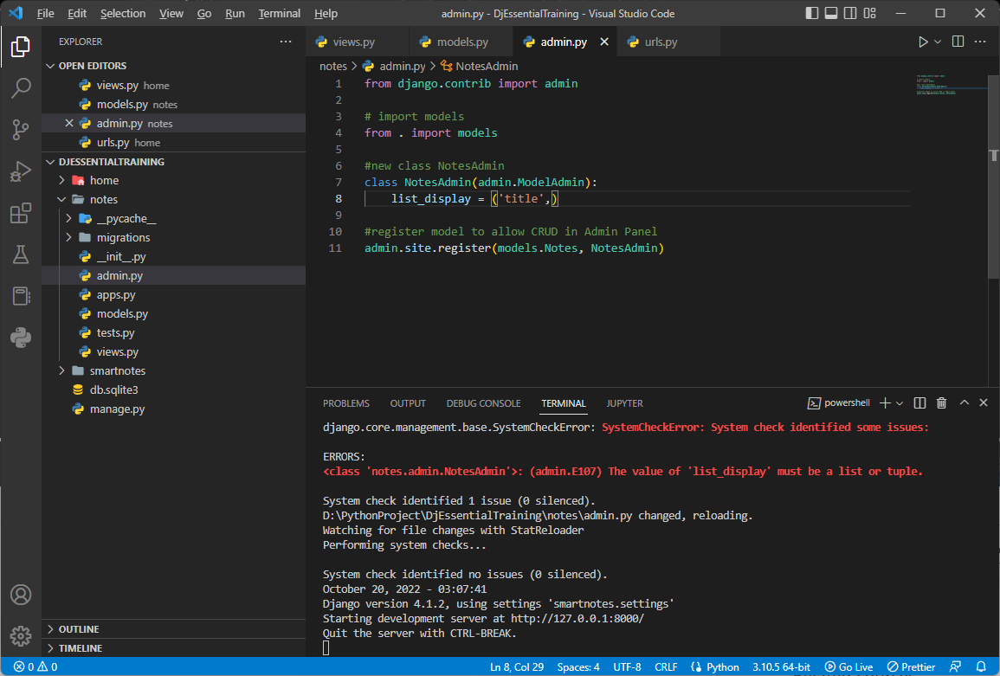 File Edit Selection View Go Run Terminal Help admin.py - DjEssentialTraining - Visual Studio Code
EXPLORER
OPEN EDITORS
views.py home
models.py notes
admin.py notes
urls.py home
DJESSENTIALTRAINING
home
notes
__pycache__
migrations
__init__.py
admin.py
apps.py
models.py
tests.py
views.py
smartnotes
db.sqlite3
manage.py
OUTLINE
TIMELINE
views.py models.py admin.py urls.py
notes > admin.py > NotesAdmin
1 from django.contrib import admin
2
3 # import models
4 from . import models
5
6 #new class NotesAdmin
7 class NotesAdmin(admin.ModelAdmin):
8 list_display = ('title',)
9
10 #register model to allow CRUD in Admin Panel
11 admin.site.register(models.Notes, NotesAdmin)
PROBLEMS OUTPUT DEBUG CONSOLE TERMINAL JUPYTER powershell
django.core.management.base.SystemCheckError: SystemCheckError: System check identified some issues:
ERRORS:
<class 'notes.admin.NotesAdmin'>: (admin.E107) The value of 'list_display' must be a list or tuple.
System check identified 1 issue (0 silenced).
D:\PythonProject\DjEssentialTraining\notes\admin.py changed, reloading.
Watching for file changes with StatReloader
Performing system checks...
System check identified no issues (0 silenced).
October 20, 2022 - 03:07:41
Django version 4.1.2, using settings 'smartnotes.settings'
Starting development server at http://127.0.0.1:8000/
Quit the server with CTRL-BREAK.
0 0 Ln 8, Col 29 Spaces: 4 UTF-8 CRLF Python 3.10.5 64-bit Go Live Prettier